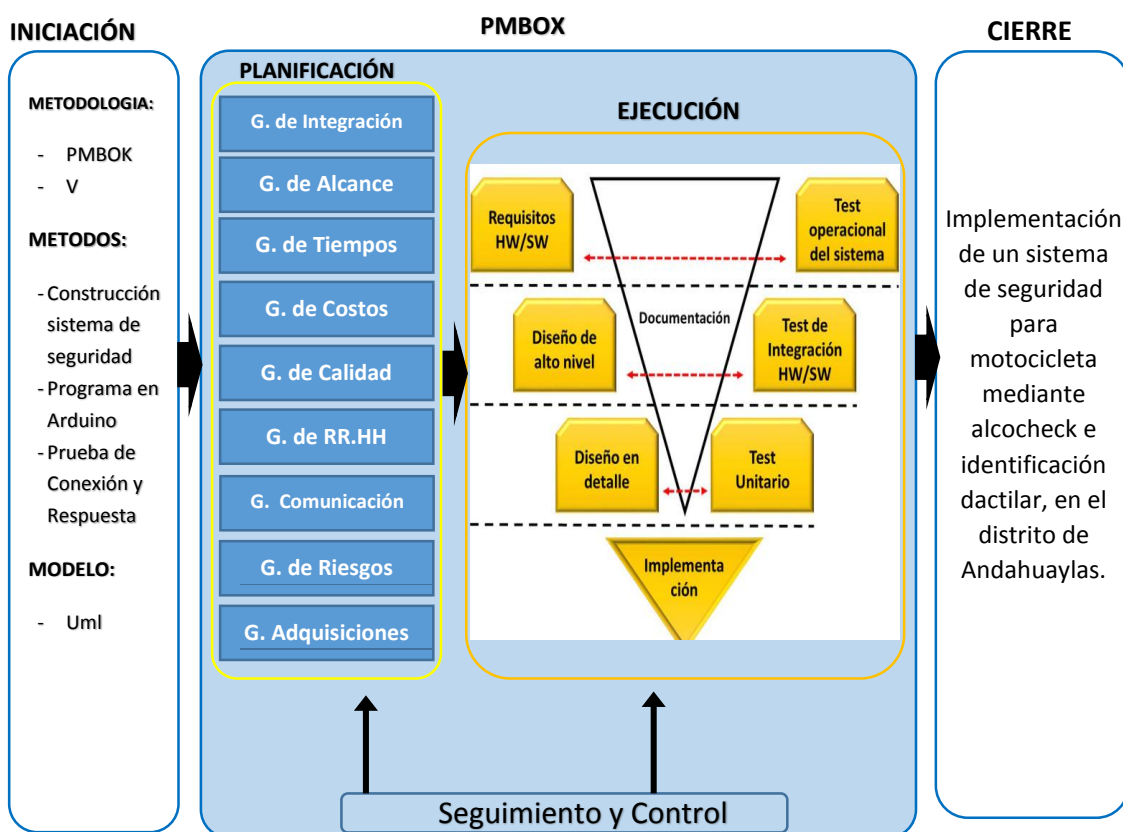 INICIACIÓN
METODOLOGIA:
- PMBOK
- V
METODOS:
- Construcción
sistema de
seguridad
- Programa en
Arduino
- Prueba de
Conexión y
Respuesta
MODELO:
- Uml
PMBOX
PLANIFICACIÓN
G. de Integración
G. de Alcance
G. de Tiempos
G. de Costos
G. de Calidad
G. de RR.HH
G. Comunicación
G. de Riesgos
G. Adquisiciones
EJECUCIÓN
Requisitos
HW/SW
Test
operacional
del sistema
Documentación
Diseño de
alto nivel
Test de
Integración
HW/SW
Diseño en
detalle
Test
Unitario
Implementa
ción
Seguimiento y Control
CIERRE
Implementación
de un sistema
de seguridad
para
motocicleta
mediante
alcocheck e
identificación
dactilar, en el
distrito de
Andahuaylas.